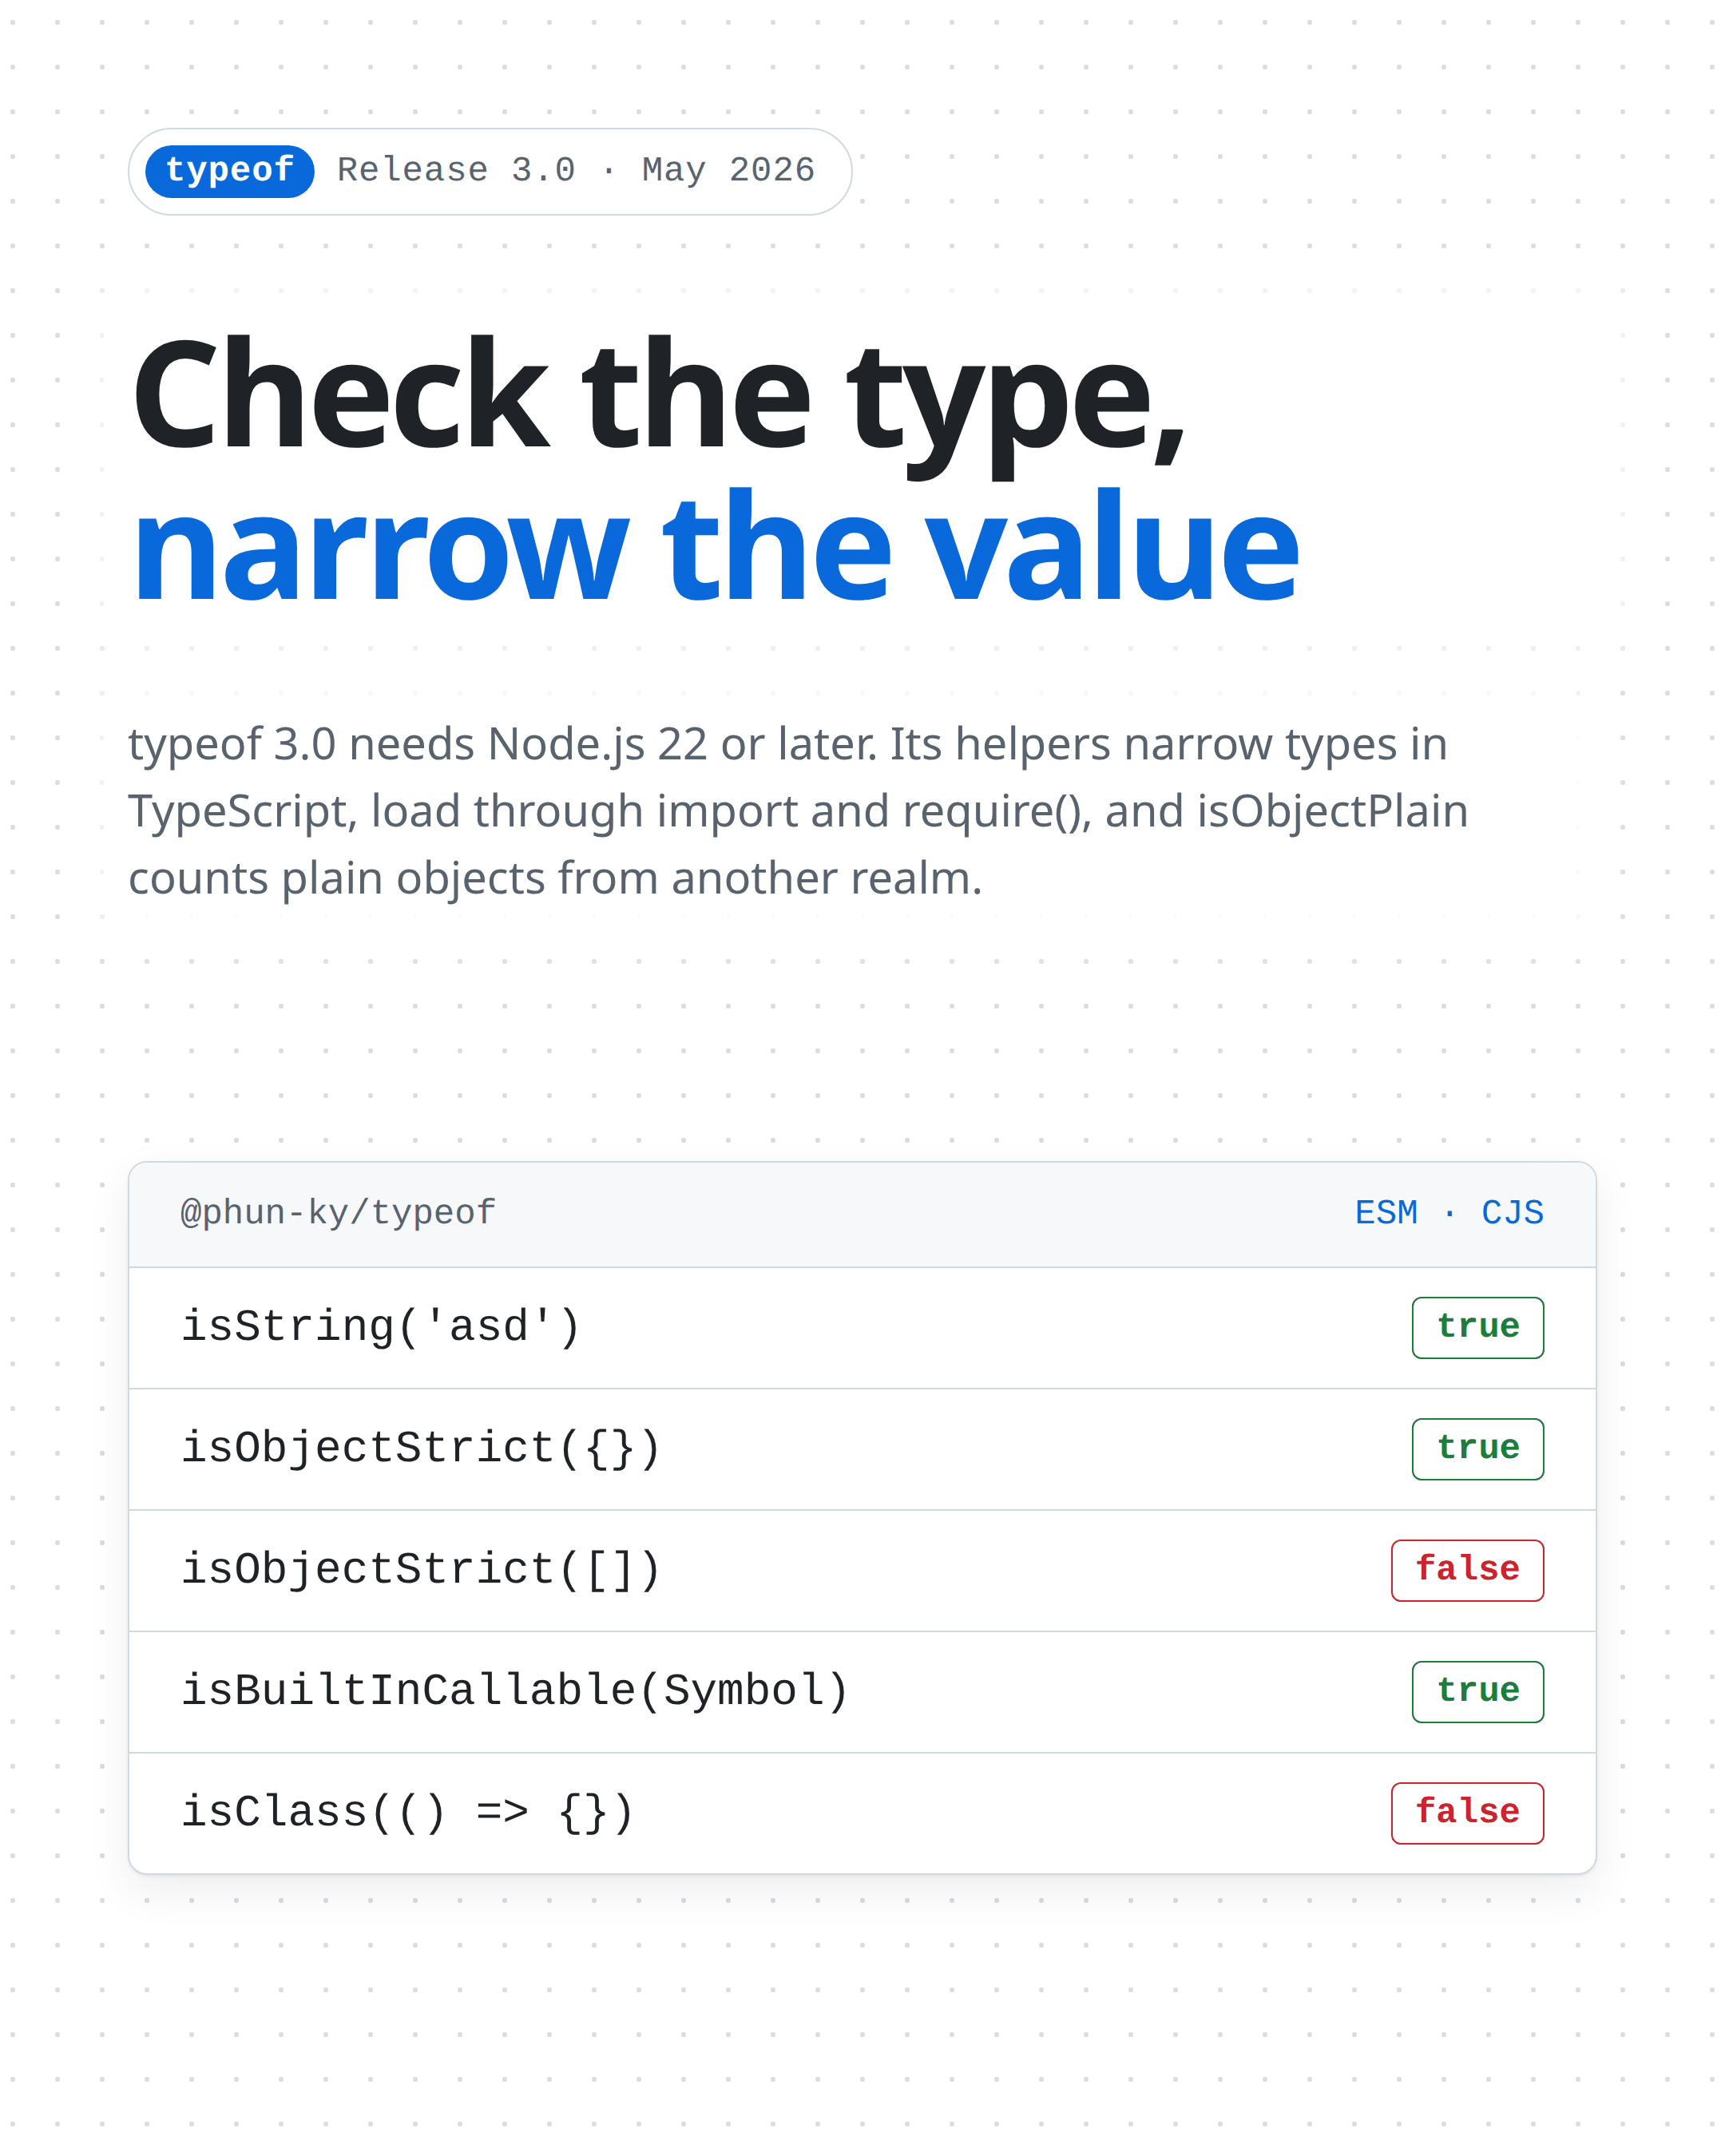 typeof Release 3.0 · May 2026
Check the type,
narrow the value
typeof 3.0 needs Node.js 22 or later. Its helpers narrow types in
TypeScript, load through import and require(), and isObjectPlain
counts plain objects from another realm.
@phun-ky/typeof ESM · CJS
isString('asd') true
isObjectStrict({}) true
isObjectStrict([]) false
isBuiltInCallable(Symbol) true
isClass(() => {}) false